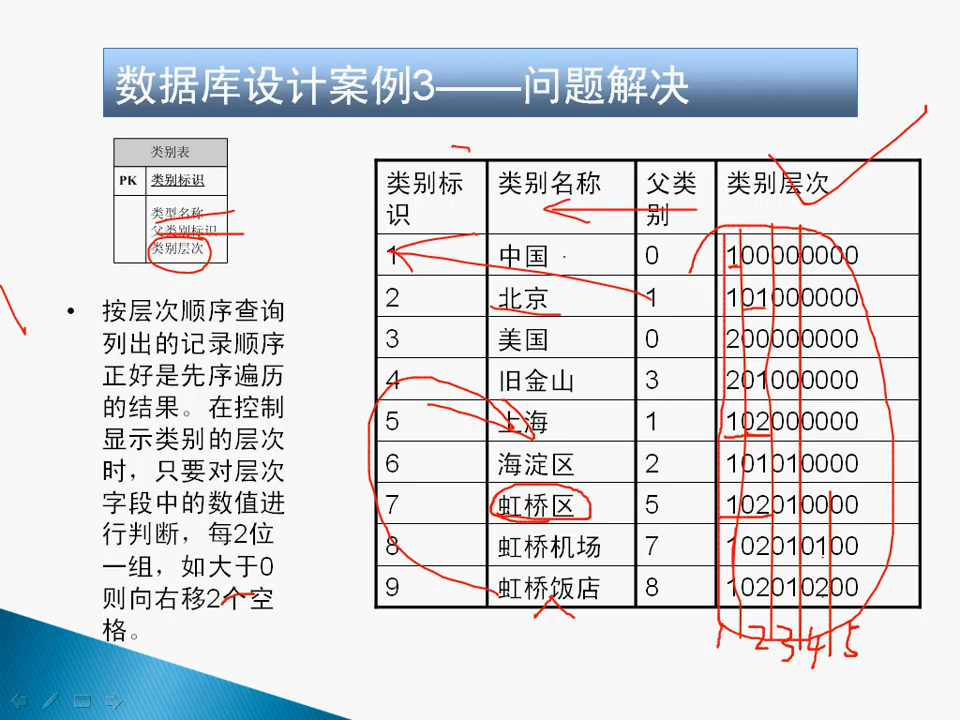 数据库设计案例3——问题解决
类别表
PK 类别标识
类型名称
父类别标识
类别层次
按层次顺序查询
列出的记录顺序
正好是先序遍历
的结果。在控制
显示类别的层次
时，只要对层次
字段中的数值进
行判断，每2位
一组，如大于0
则向右移2个空
格。
类别标识 类别名称 父类别 类别层次
1 中国 0 100000000
2 北京 1 101000000
3 美国 0 200000000
4 旧金山 3 201000000
5 上海 1 102000000
6 海淀区 2 101010000
7 虹桥区 5 102010000
8 虹桥机场 7 102010100
9 虹桥饭店 8 102010200
1 2 3 4 5